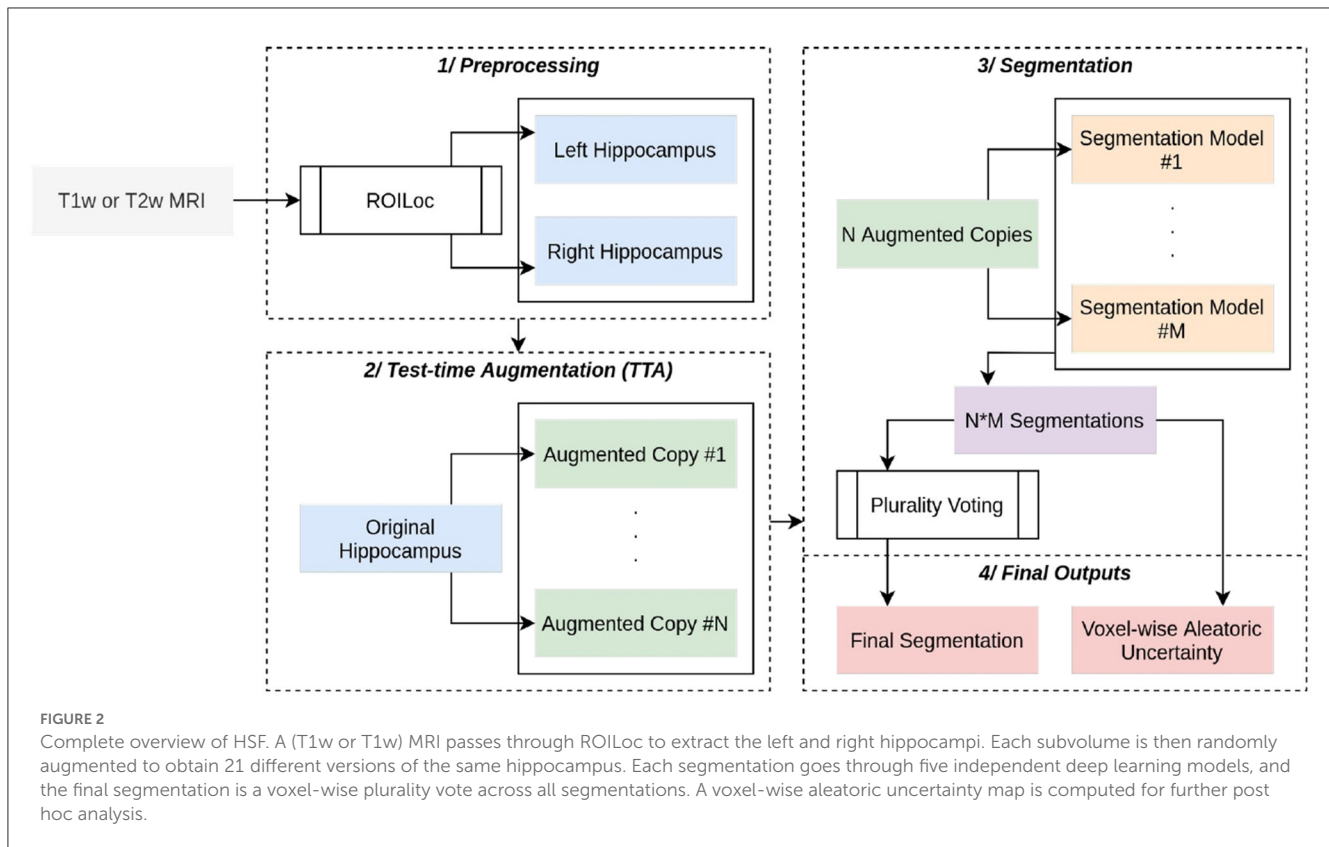 1/ Preprocessing
T1w or T2w MRI
ROILoc
Left Hippocampus
Right Hippocampus
2/ Test-time Augmentation (TTA)
Original
Hippocampus
Augmented Copy #1
.
.
.
Augmented Copy #N
3/ Segmentation
N Augmented Copies
Segmentation Model
#1
.
.
.
Segmentation Model
#M
N*M Segmentations
Plurality Voting
4/ Final Outputs
Final Segmentation
Voxel-wise Aleatoric
Uncertainty
FIGURE 2
Complete overview of HSF. A (T1w or T1w) MRI passes through ROILoc to extract the left and right hippocampi. Each subvolume is then randomly
augmented to obtain 21 different versions of the same hippocampus. Each segmentation goes through five independent deep learning models, and
the final segmentation is a voxel-wise plurality vote across all segmentations. A voxel-wise aleatoric uncertainty map is computed for further post
hoc analysis.